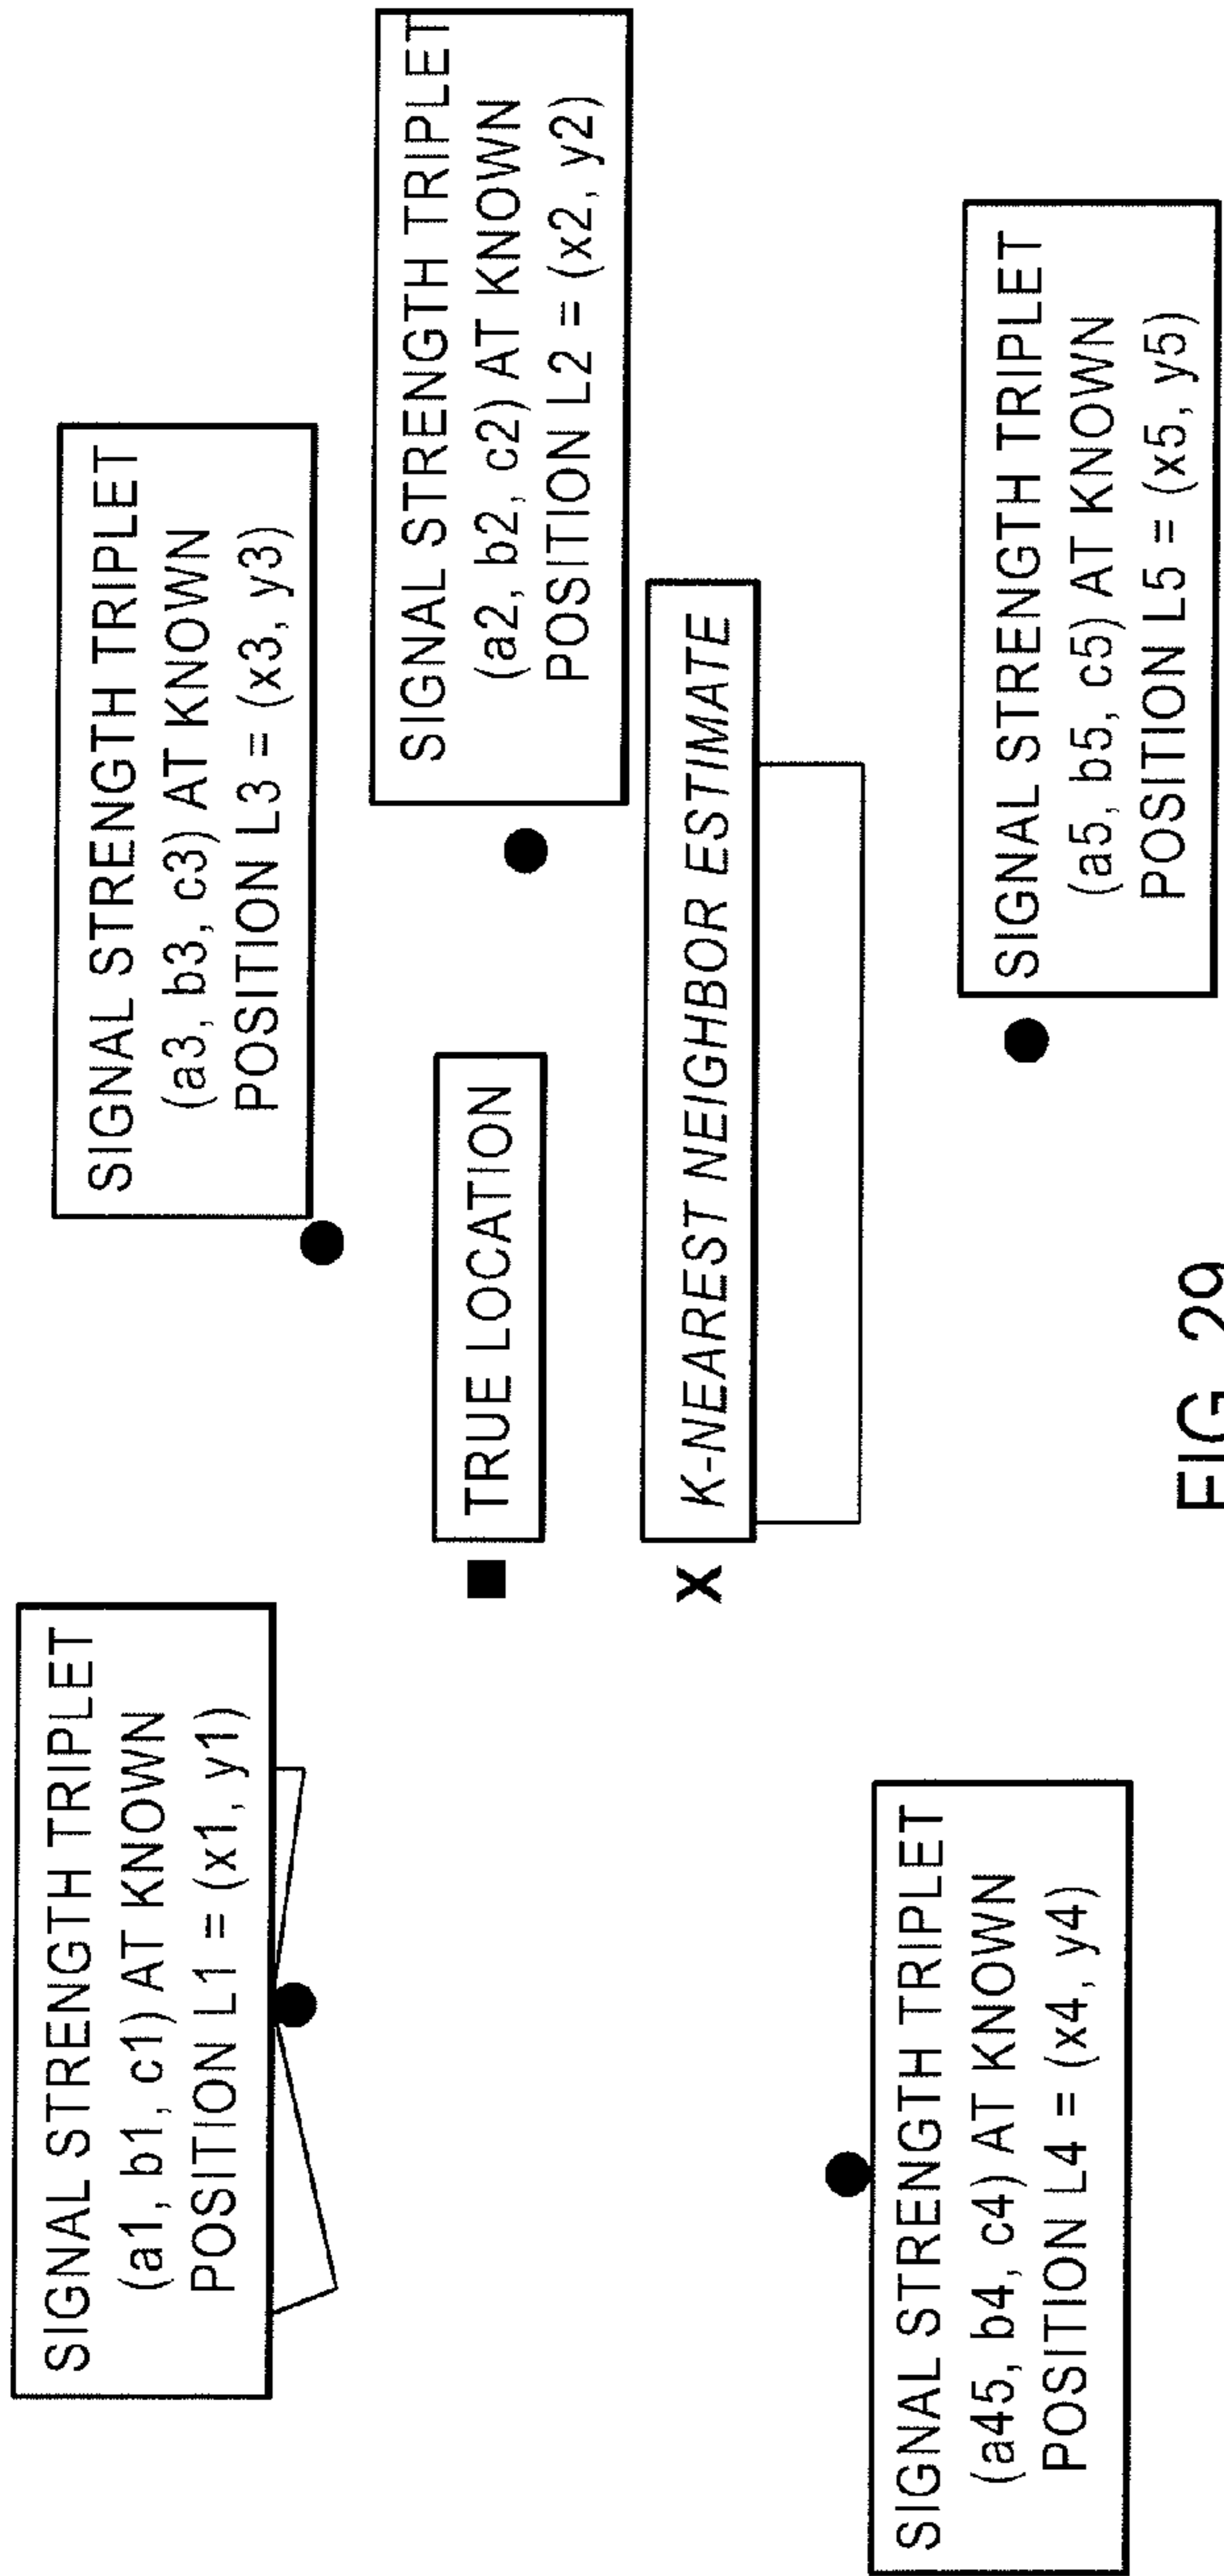 SIGNAL STRENGTH TRIPLET
(a1, b1, c1) AT KNOWN
POSITION L1 = (x1, y1)
SIGNAL STRENGTH TRIPLET
(a3, b3, c3) AT KNOWN
POSITION L3 = (x3, y3)
SIGNAL STRENGTH TRIPLET
(a2, b2, c2) AT KNOWN
POSITION L2 = (x2, y2)
TRUE LOCATION
X
K-NEAREST NEIGHBOR ESTIMATE
SIGNAL STRENGTH TRIPLET
(a45, b4, c4) AT KNOWN
POSITION L4 = (x4, y4)
SIGNAL STRENGTH TRIPLET
(a5, b5, c5) AT KNOWN
POSITION L5 = (x5, y5)
FIG. 29